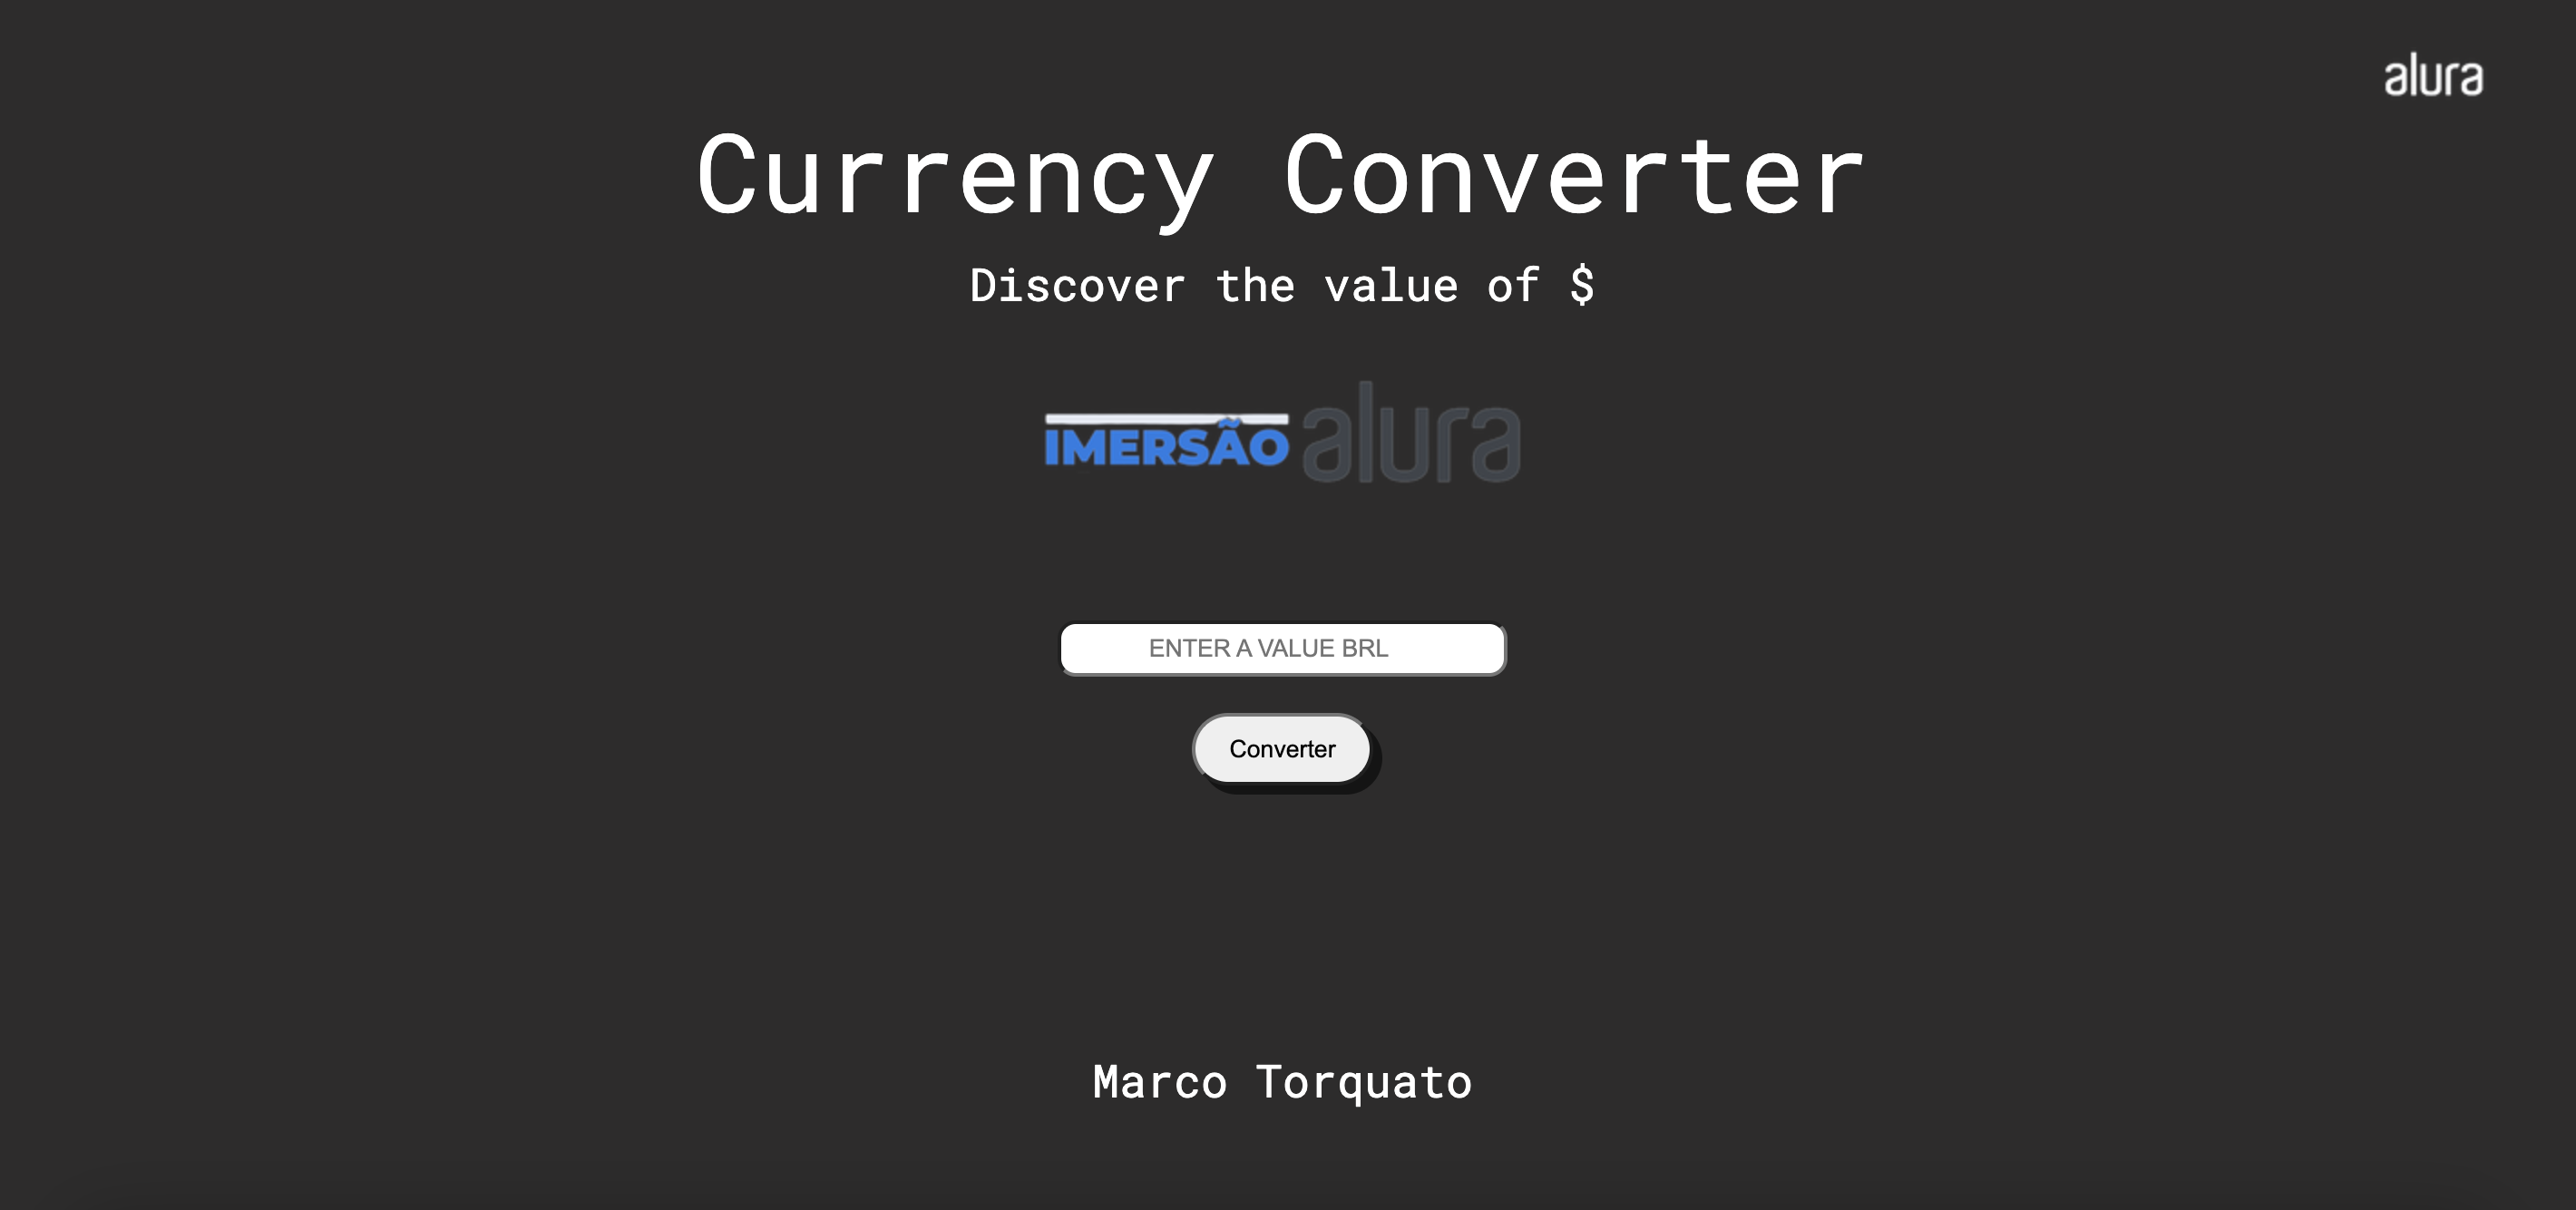 alura
Currency Converter
Discover the value of $
IMERSÃO alura
ENTER A VALUE BRL
Converter
Marco Torquato